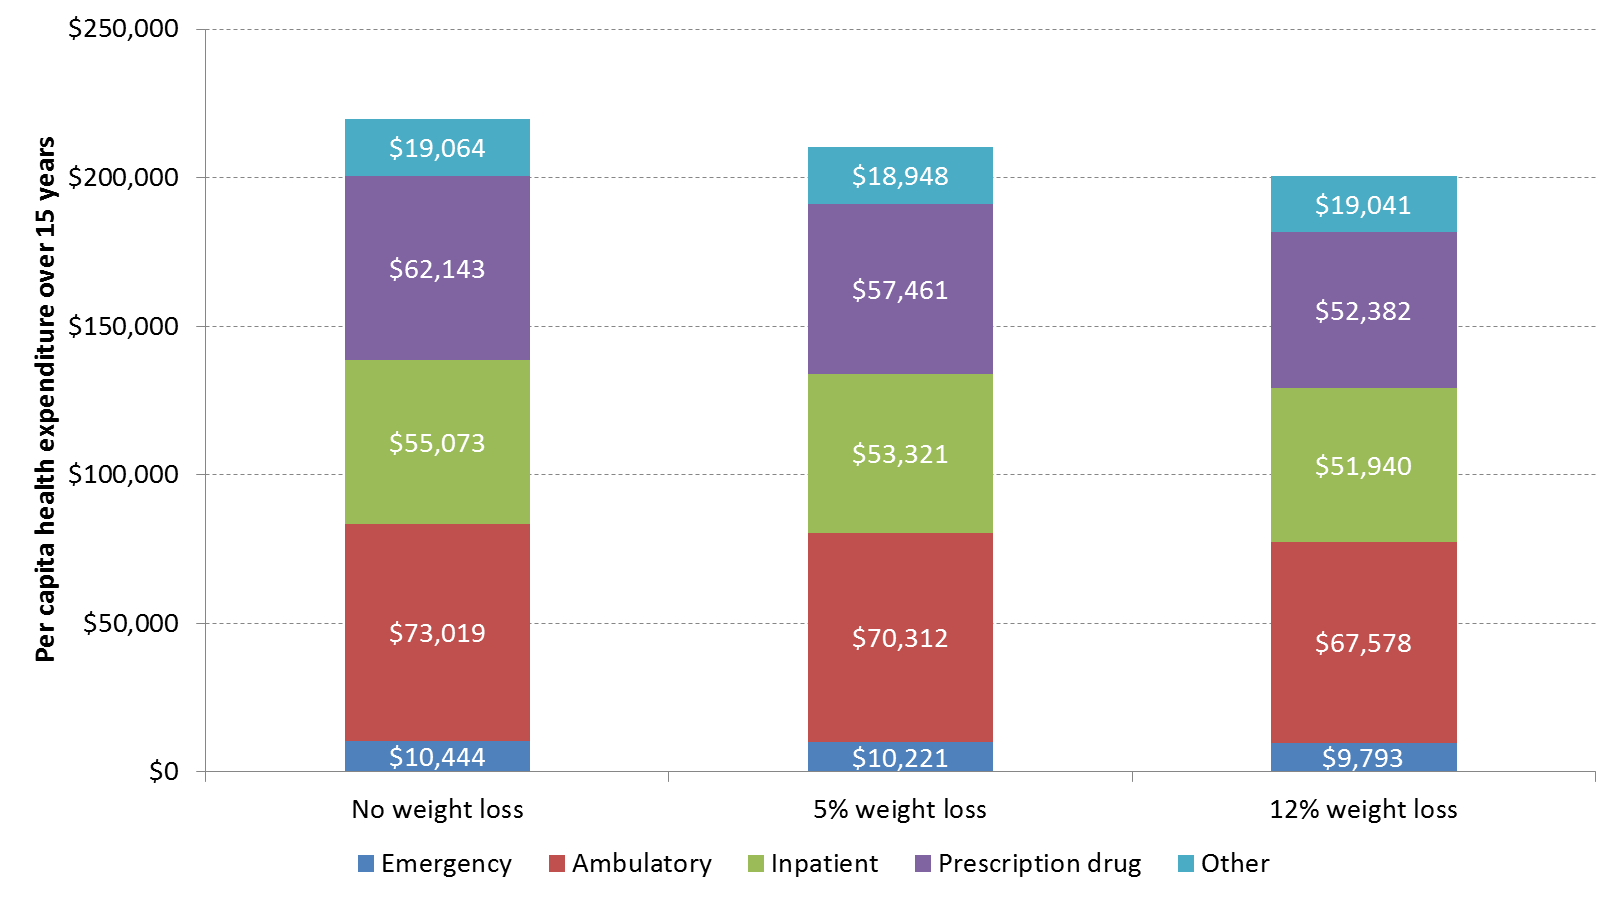 $250,000
$200,000
$150,000
$100,000
$50,000
$0
Per capita health expenditure over 15 years
$19,064
$62,143
$55,073
$73,019
$10,444
$18,948
$57,461
$53,321
$70,312
$10,221
$19,041
$52,382
$51,940
$67,578
$9,793
No weight loss
5% weight loss
12% weight loss
Emergency
Ambulatory
Inpatient
Prescription drug
Other